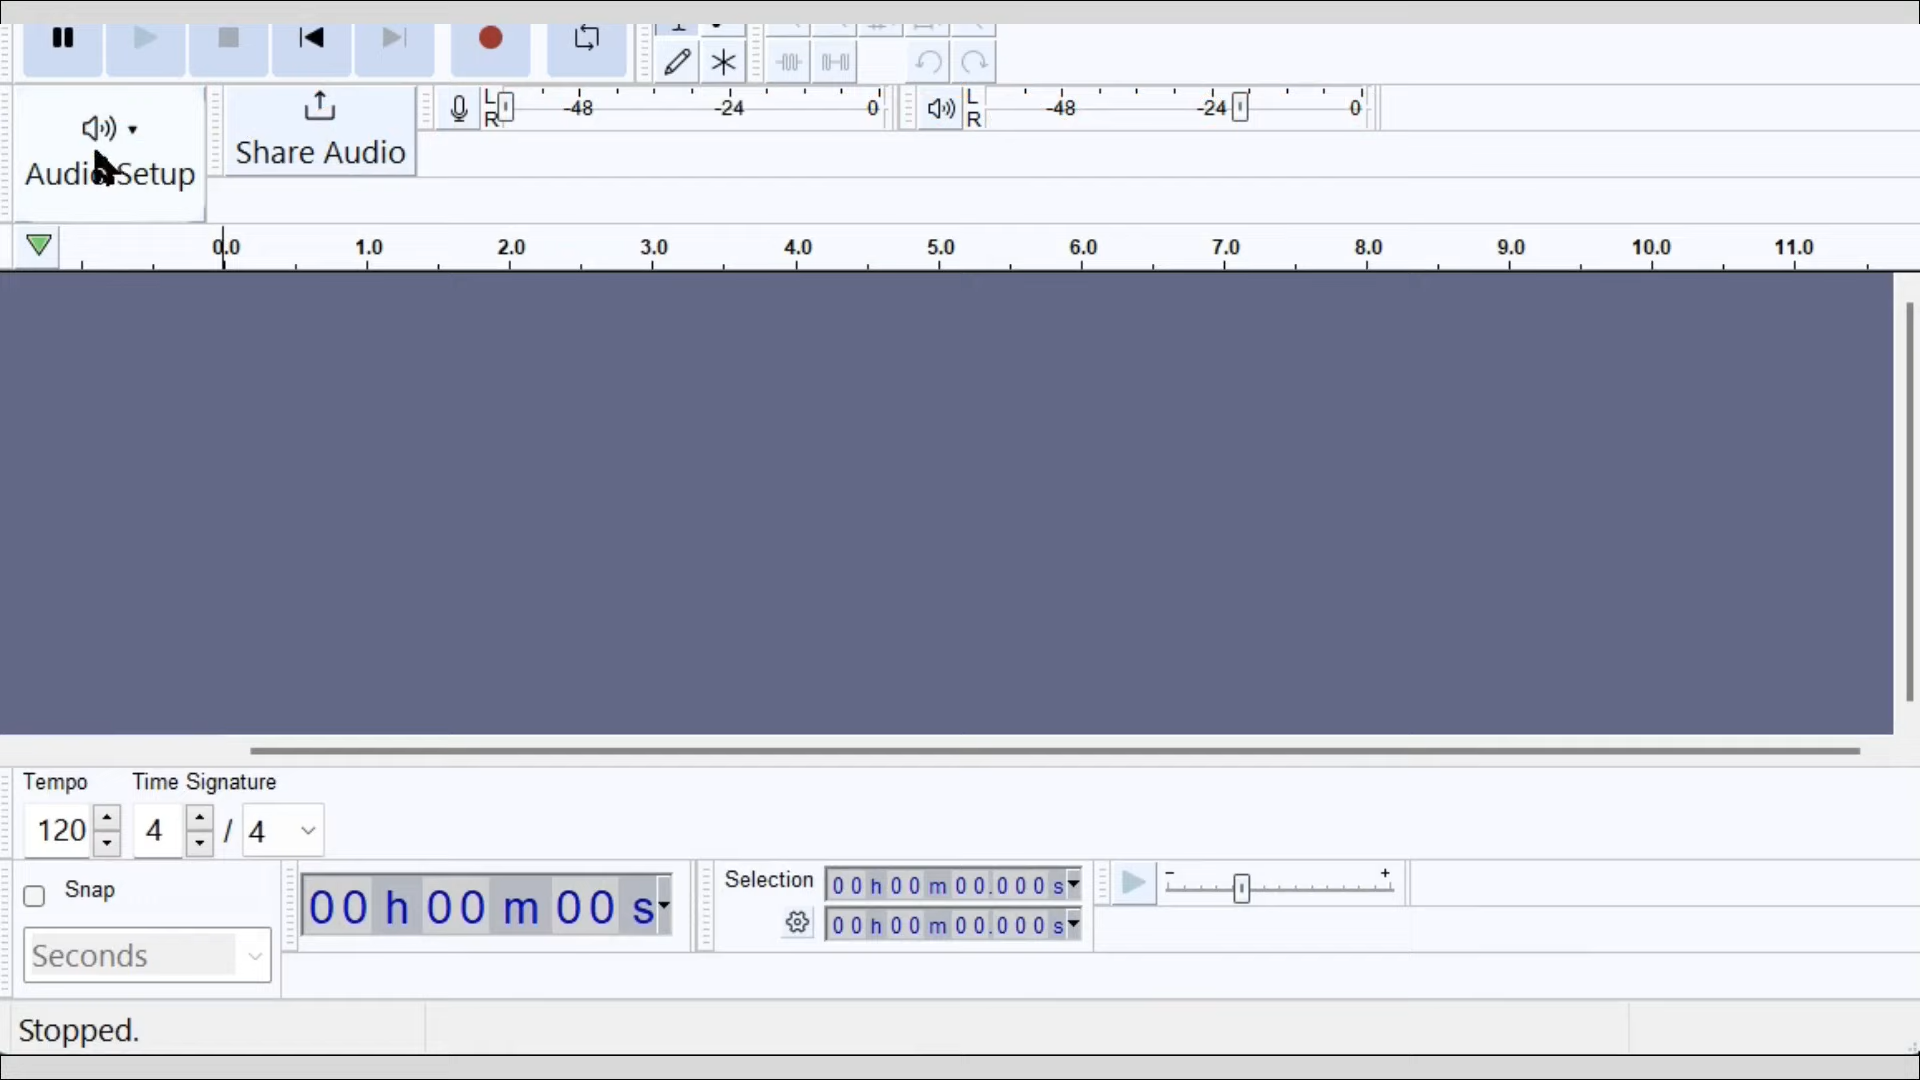 L
R
-48 -24 0
L
R
-48 -24 0
Audio Setup
Share Audio
0.0 1.0 2.0 3.0 4.0 5.0 6.0 7.0 8.0 9.0 10.0 11.0
Tempo
Time Signature
120
4 / 4
Snap
Seconds
00 h 00 m 00 s
Selection
00 h 00 m 00.000 s
00 h 00 m 00.000 s
- +
Stopped.